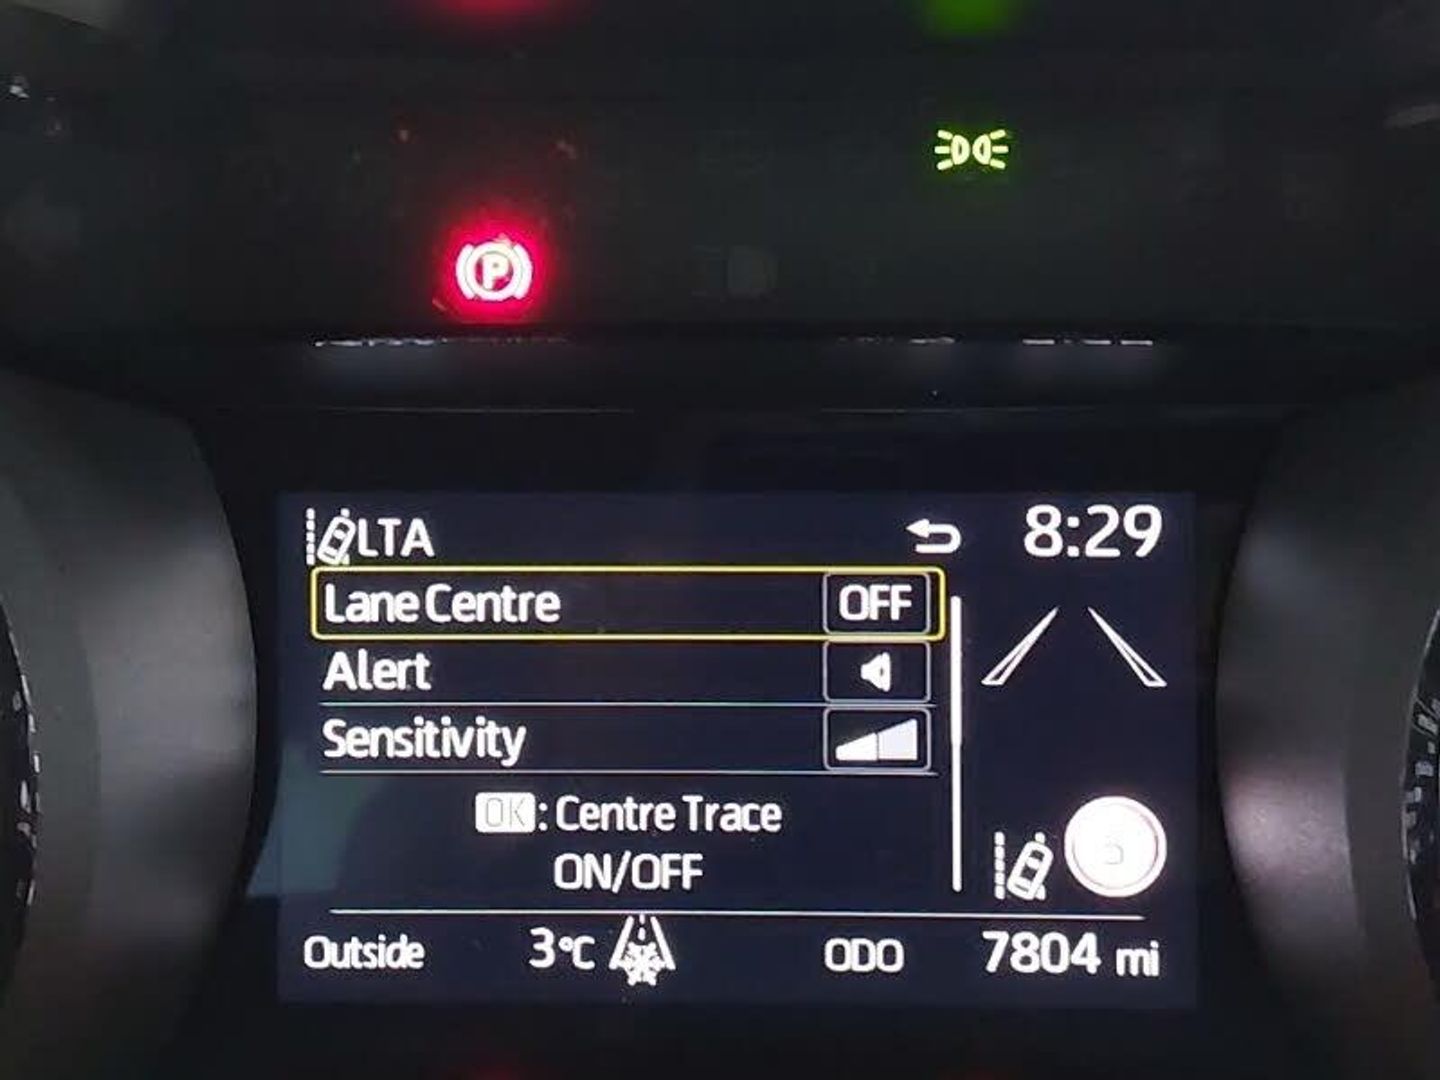 P
LTA
8:29
Lane Centre OFF
Alert
Sensitivity
OK: Centre Trace
ON/OFF
Outside 3°C ODO 7804 mi